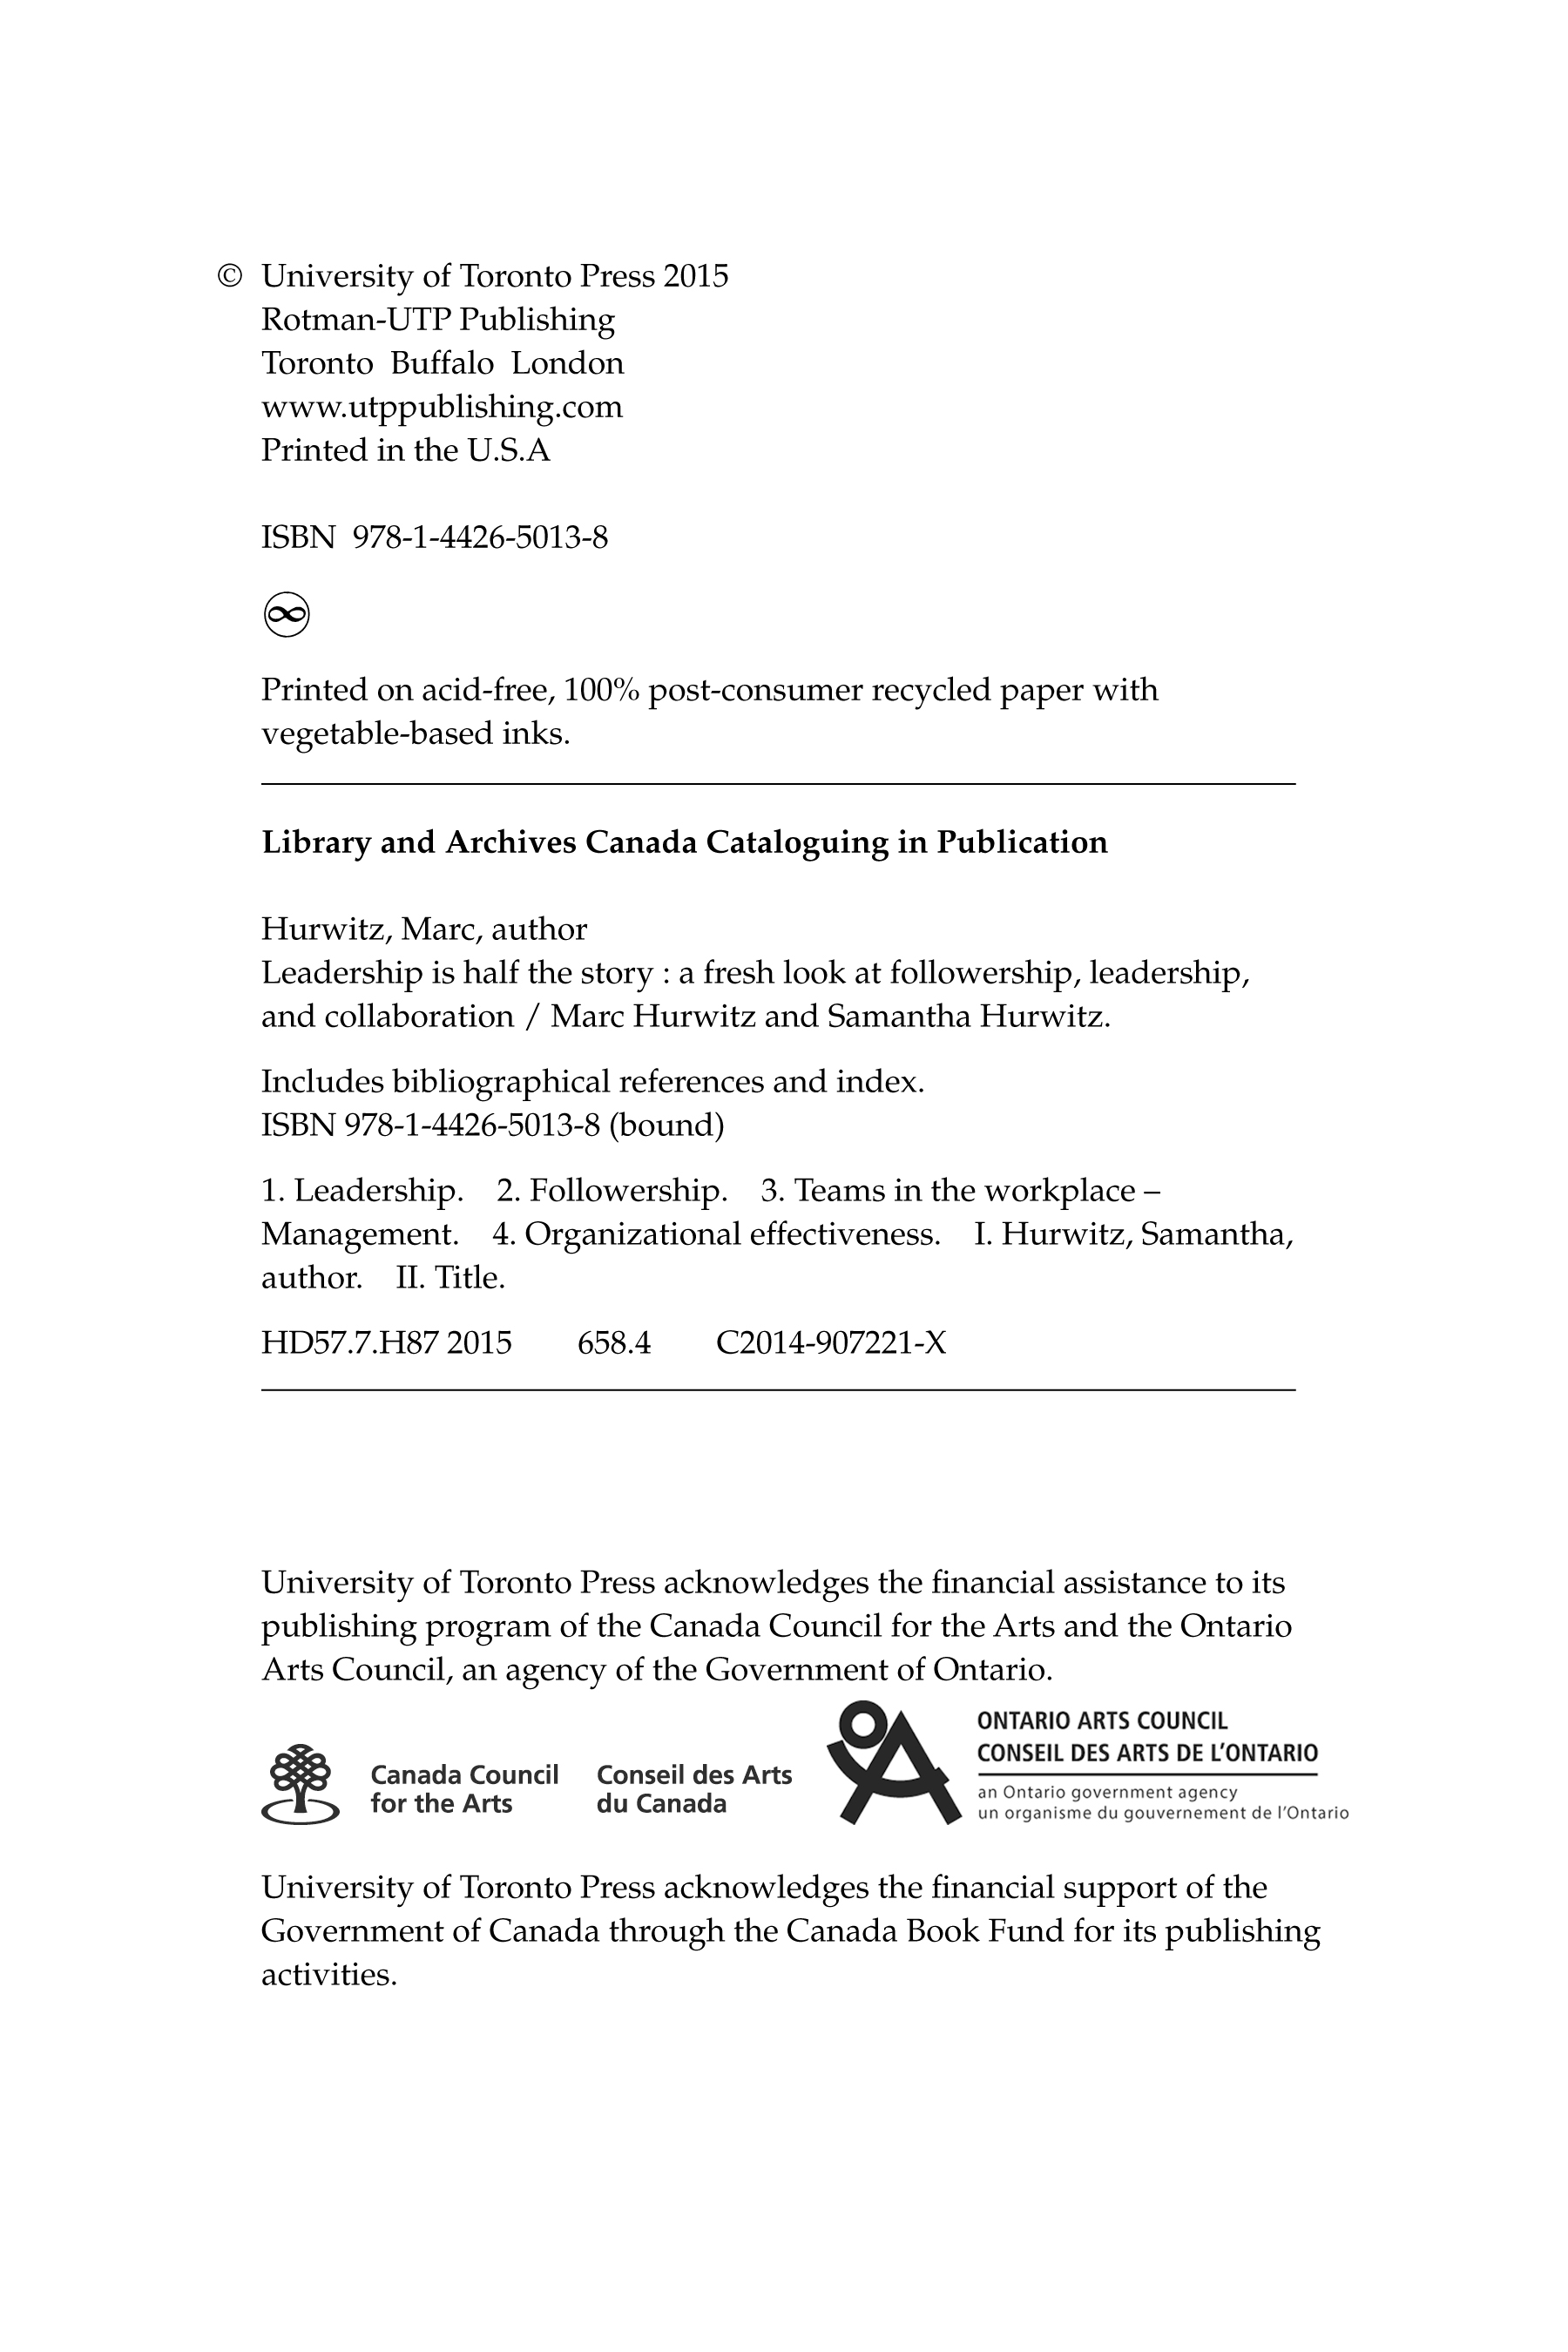 © University of Toronto Press 2015
Rotman-UTP Publishing
Toronto Buffalo London
www.utppublishing.com
Printed in the U.S.A
ISBN 978-1-4426-5013-8
Printed on acid-free, 100% post-consumer recycled paper with
vegetable-based inks.
Library and Archives Canada Cataloguing in Publication
Hurwitz, Marc, author
Leadership is half the story : a fresh look at followership, leadership,
and collaboration / Marc Hurwitz and Samantha Hurwitz.
Includes bibliographical references and index.
ISBN 978-1-4426-5013-8 (bound)
1. Leadership. 2. Followership. 3. Teams in the workplace –
Management. 4. Organizational effectiveness. I. Hurwitz, Samantha,
author. II. Title.
HD57.7.H87 2015 658.4 C2014-907221-X
University of Toronto Press acknowledges the financial assistance to its
publishing program of the Canada Council for the Arts and the Ontario
Arts Council, an agency of the Government of Ontario.
Canada Council
for the Arts
Conseil des Arts
du Canada
ONTARIO ARTS COUNCIL
CONSEIL DES ARTS DE L'ONTARIO
an Ontario government agency
un organisme du gouvernement de l'Ontario
University of Toronto Press acknowledges the financial support of the
Government of Canada through the Canada Book Fund for its publishing
activities.